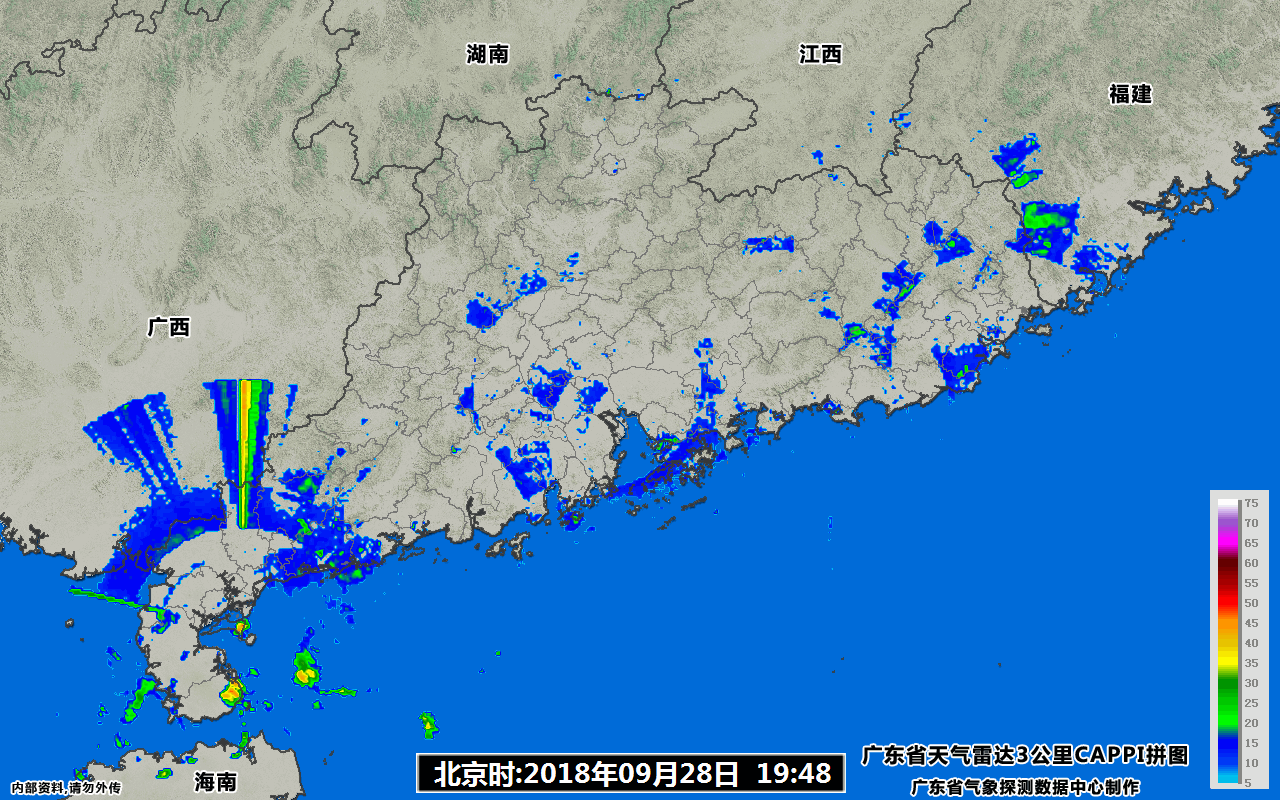 湖南
江西
福建
广西
75
70
65
60
55
50
45
40
35
30
25
20
15
10
5
广东省天气雷达3公里CAPPI拼图
北京时:2018年09月28日 19:48
海南
内部资料,请勿外传
广东省气象探测数据中心制作